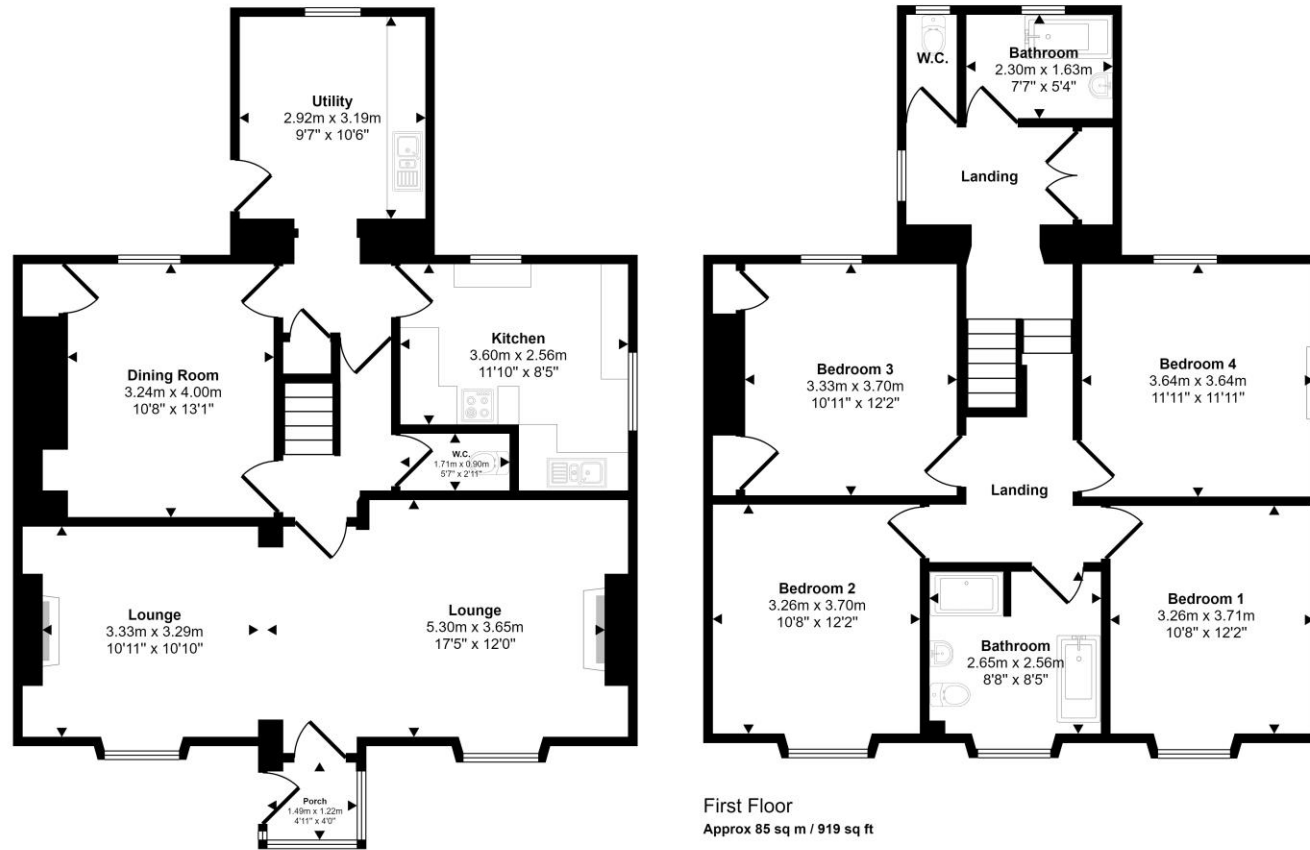 Utility
2.92m x 3.19m
9'7" x 10'6"
Dining Room
3.24m x 4.00m
10'8" x 13'1"
Kitchen
3.60m x 2.56m
11'10" x 8'5"
W.C.
1.71m x 0.90m
5'7" x 2'11"
Lounge
3.33m x 3.29m
10'11" x 10'10"
Lounge
5.30m x 3.65m
17'5" x 12'0"
Porch
1.49m x 1.22m
4'11" x 4'0"
W.C.
Bathroom
2.30m x 1.63m
7'7" x 5'4"
Landing
Bedroom 3
3.33m x 3.70m
10'11" x 12'2"
Bedroom 4
3.64m x 3.64m
11'11" x 11'11"
Landing
Bedroom 2
3.26m x 3.70m
10'8" x 12'2"
Bathroom
2.65m x 2.56m
8'8" x 8'5"
Bedroom 1
3.26m x 3.71m
10'8" x 12'2"
First Floor
Approx 85 sq m / 919 sq ft